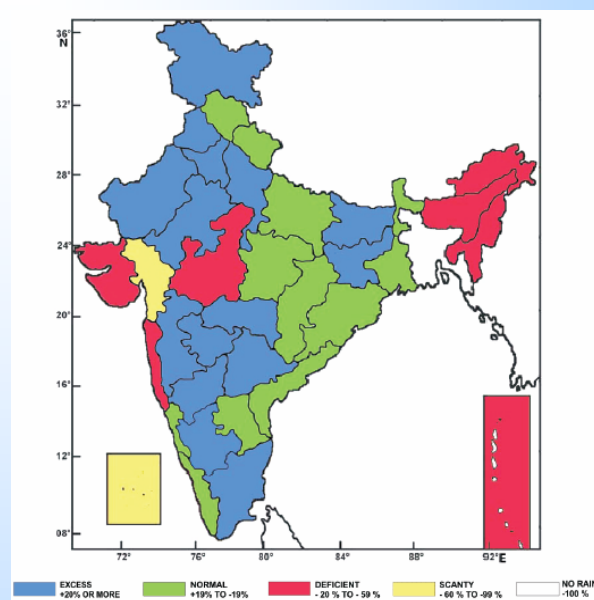 36°
N
32°
28°
24°
20°
16°
12°
08°
72° 76° 80° 84° 88° 92°E
EXCESS NORMAL DEFICIENT SCANTY NO RAIN
+20% OR MORE +19% TO -19% - 20 % TO - 59 % - 60 % TO -99 % -100 %